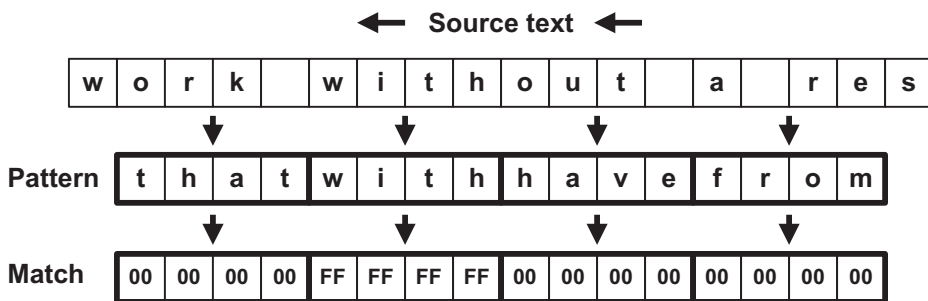 Source text
w o r k w i t h o u t a r e s
Pattern t h a t w i t h h a v e f r o m
Match 00 00 00 00 FF FF FF FF 00 00 00 00 00 00 00 00